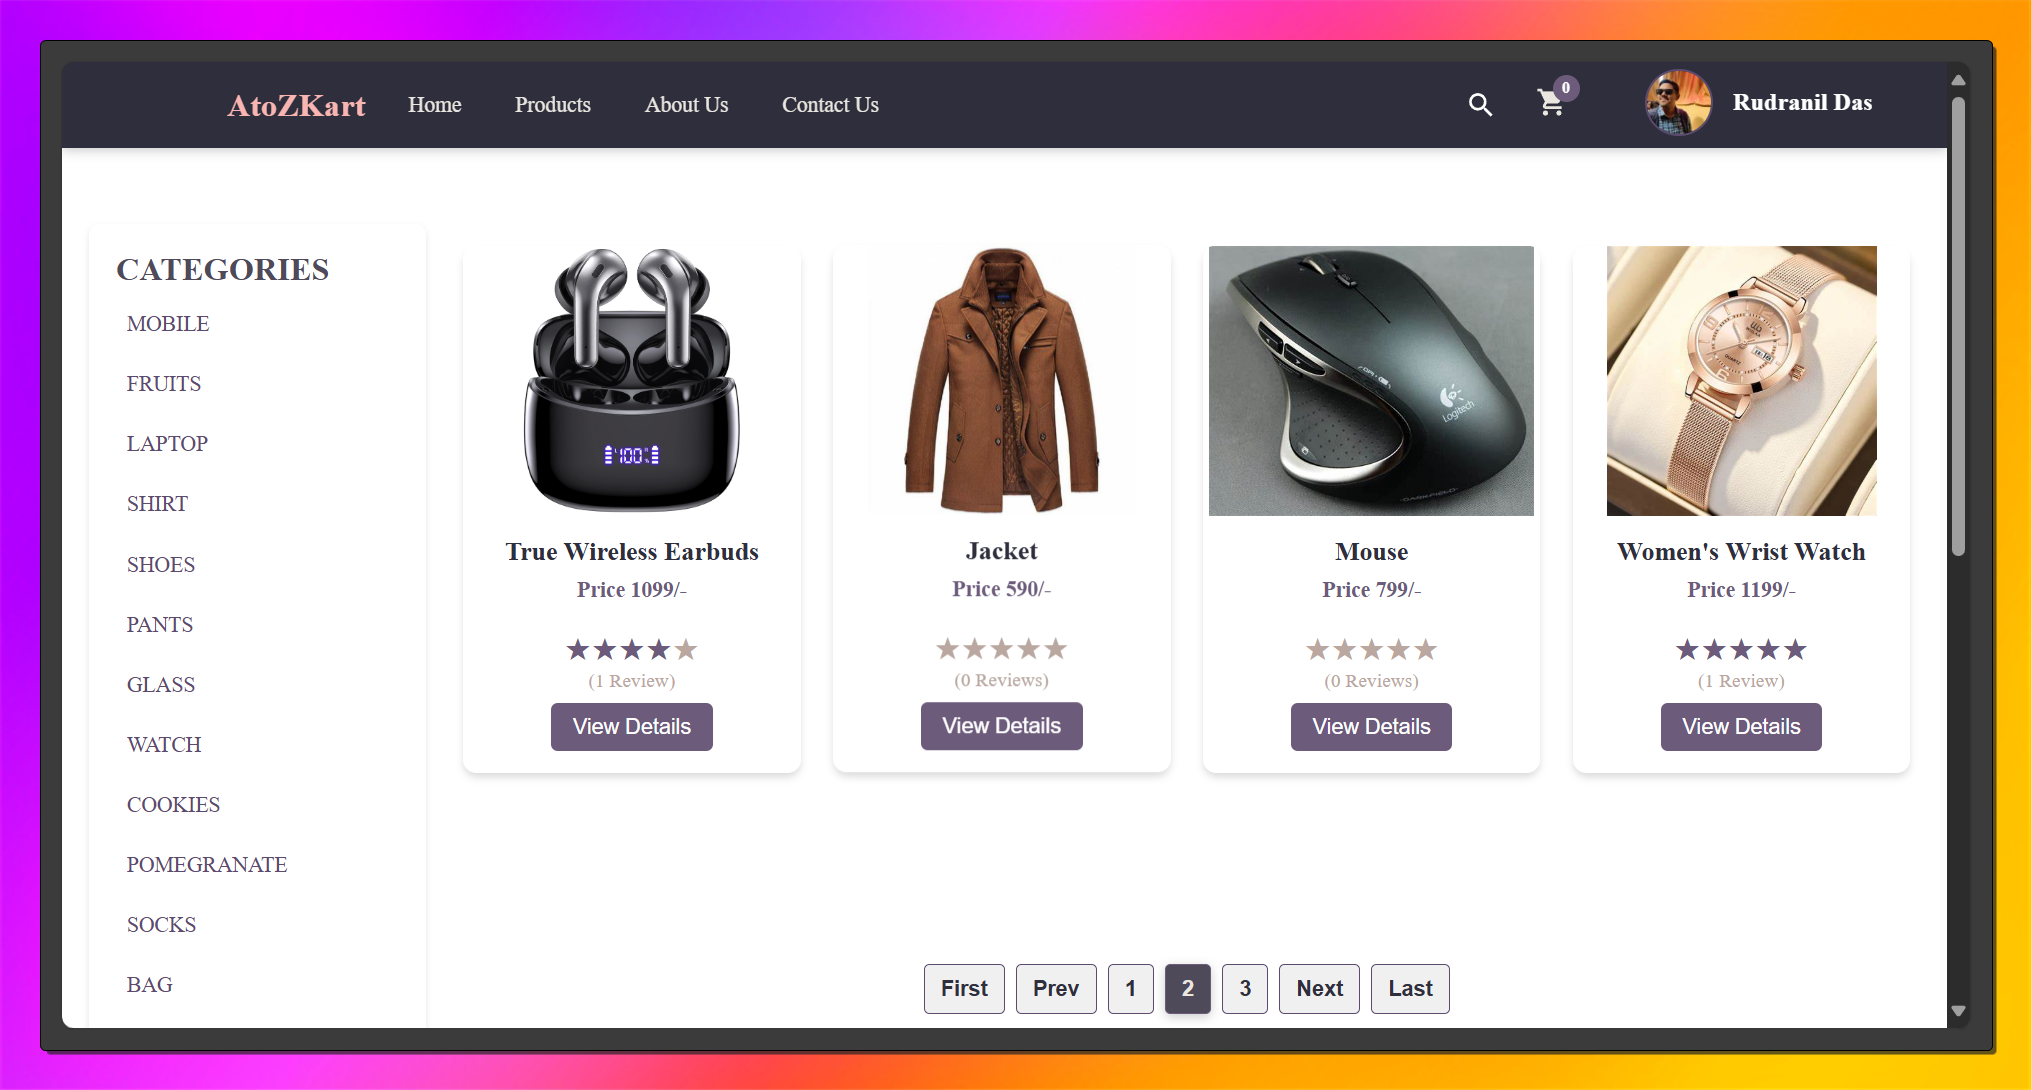 AtoZKart Home Products About Us Contact Us 0 Rudranil Das
CATEGORIES
MOBILE
FRUITS
LAPTOP
SHIRT
SHOES
PANTS
GLASS
WATCH
COOKIES
POMEGRANATE
SOCKS
BAG
100%
True Wireless Earbuds
Price 1099/-
★★★★★
(1 Review)
View Details
Jacket
Price 590/-
★★★★★
(0 Reviews)
View Details
Logitech
Mouse
Price 799/-
★★★★★
(0 Reviews)
View Details
Women's Wrist Watch
Price 1199/-
★★★★★
(1 Review)
View Details
First Prev 1 2 3 Next Last